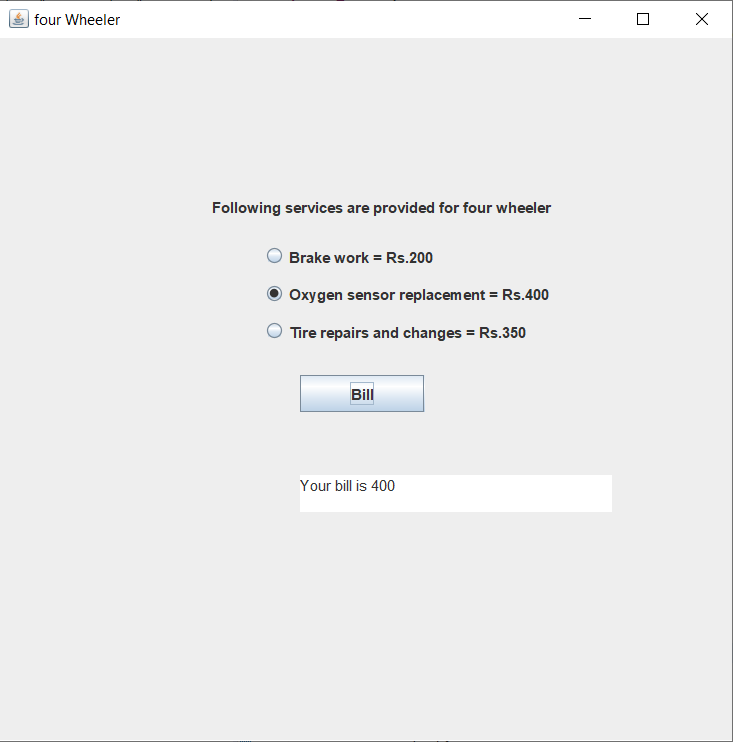 four Wheeler
Following services are provided for four wheeler
Brake work = Rs.200
Oxygen sensor replacement = Rs.400
Tire repairs and changes = Rs.350
Bill
Your bill is 400